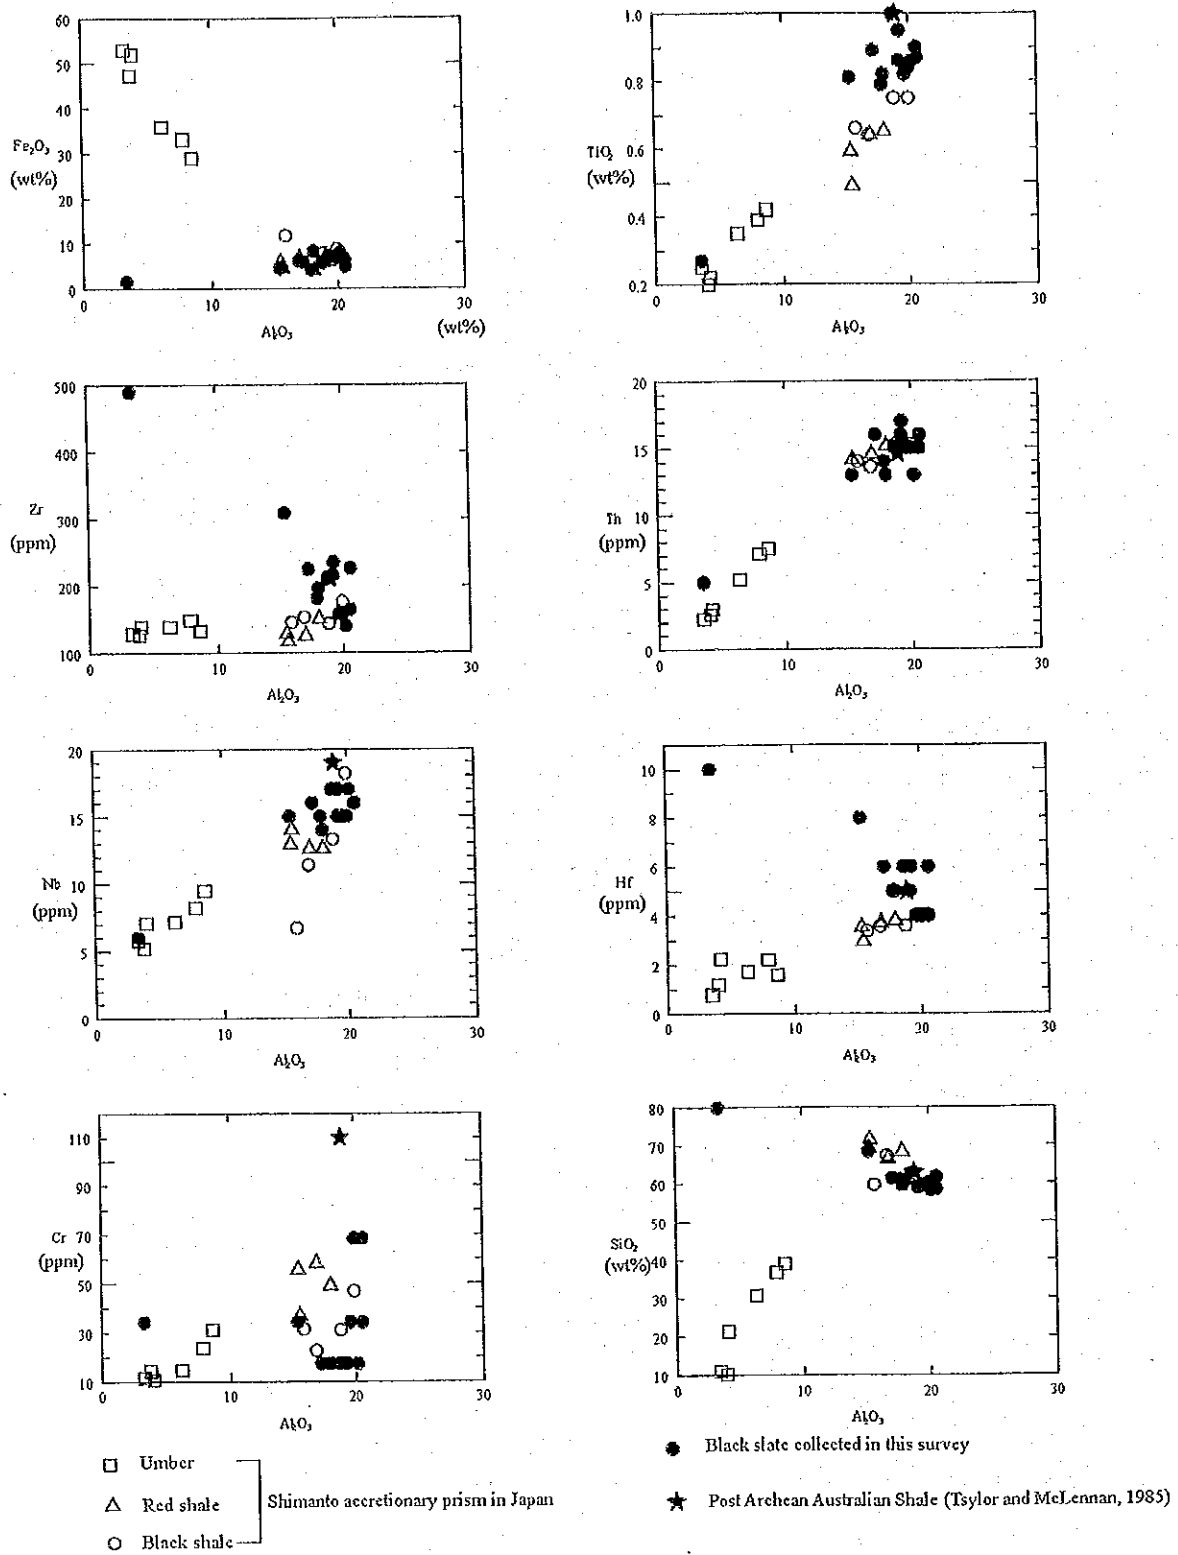 60
50
40
Fe₂O₃
(wt%)
30
20
10
0
0 10 20 30
Al₂O₃ (wt%)
1.0
0.8
TiO₂ 0.6
(wt%)
0.4
0.2
0 10 20 30
Al₂O₃
500
400
Zr
300
(ppm)
200
100
0 10 20 30
Al₂O₃
20
15
Th 10
(ppm)
5
0
0 10 20 30
Al₂O₃
20
15
Nb 10
(ppm)
5
0
0 10 20 30
Al₂O₃
10
8
Hf 6
(ppm)
4
2
0
0 10 20 30
Al₂O₃
110
90
Cr 70
(ppm)
50
30
10
0 10 20 30
Al₂O₃
80
70
60
50
SiO₂
(wt%) 40
30
20
10
0 10 20 30
Al₂O₃
Umber
Red shale
Black shale
Shimanto accretionary prism in Japan
Black slate collected in this survey
Post Archean Australian Shale (Tsylor and McLennan, 1985)